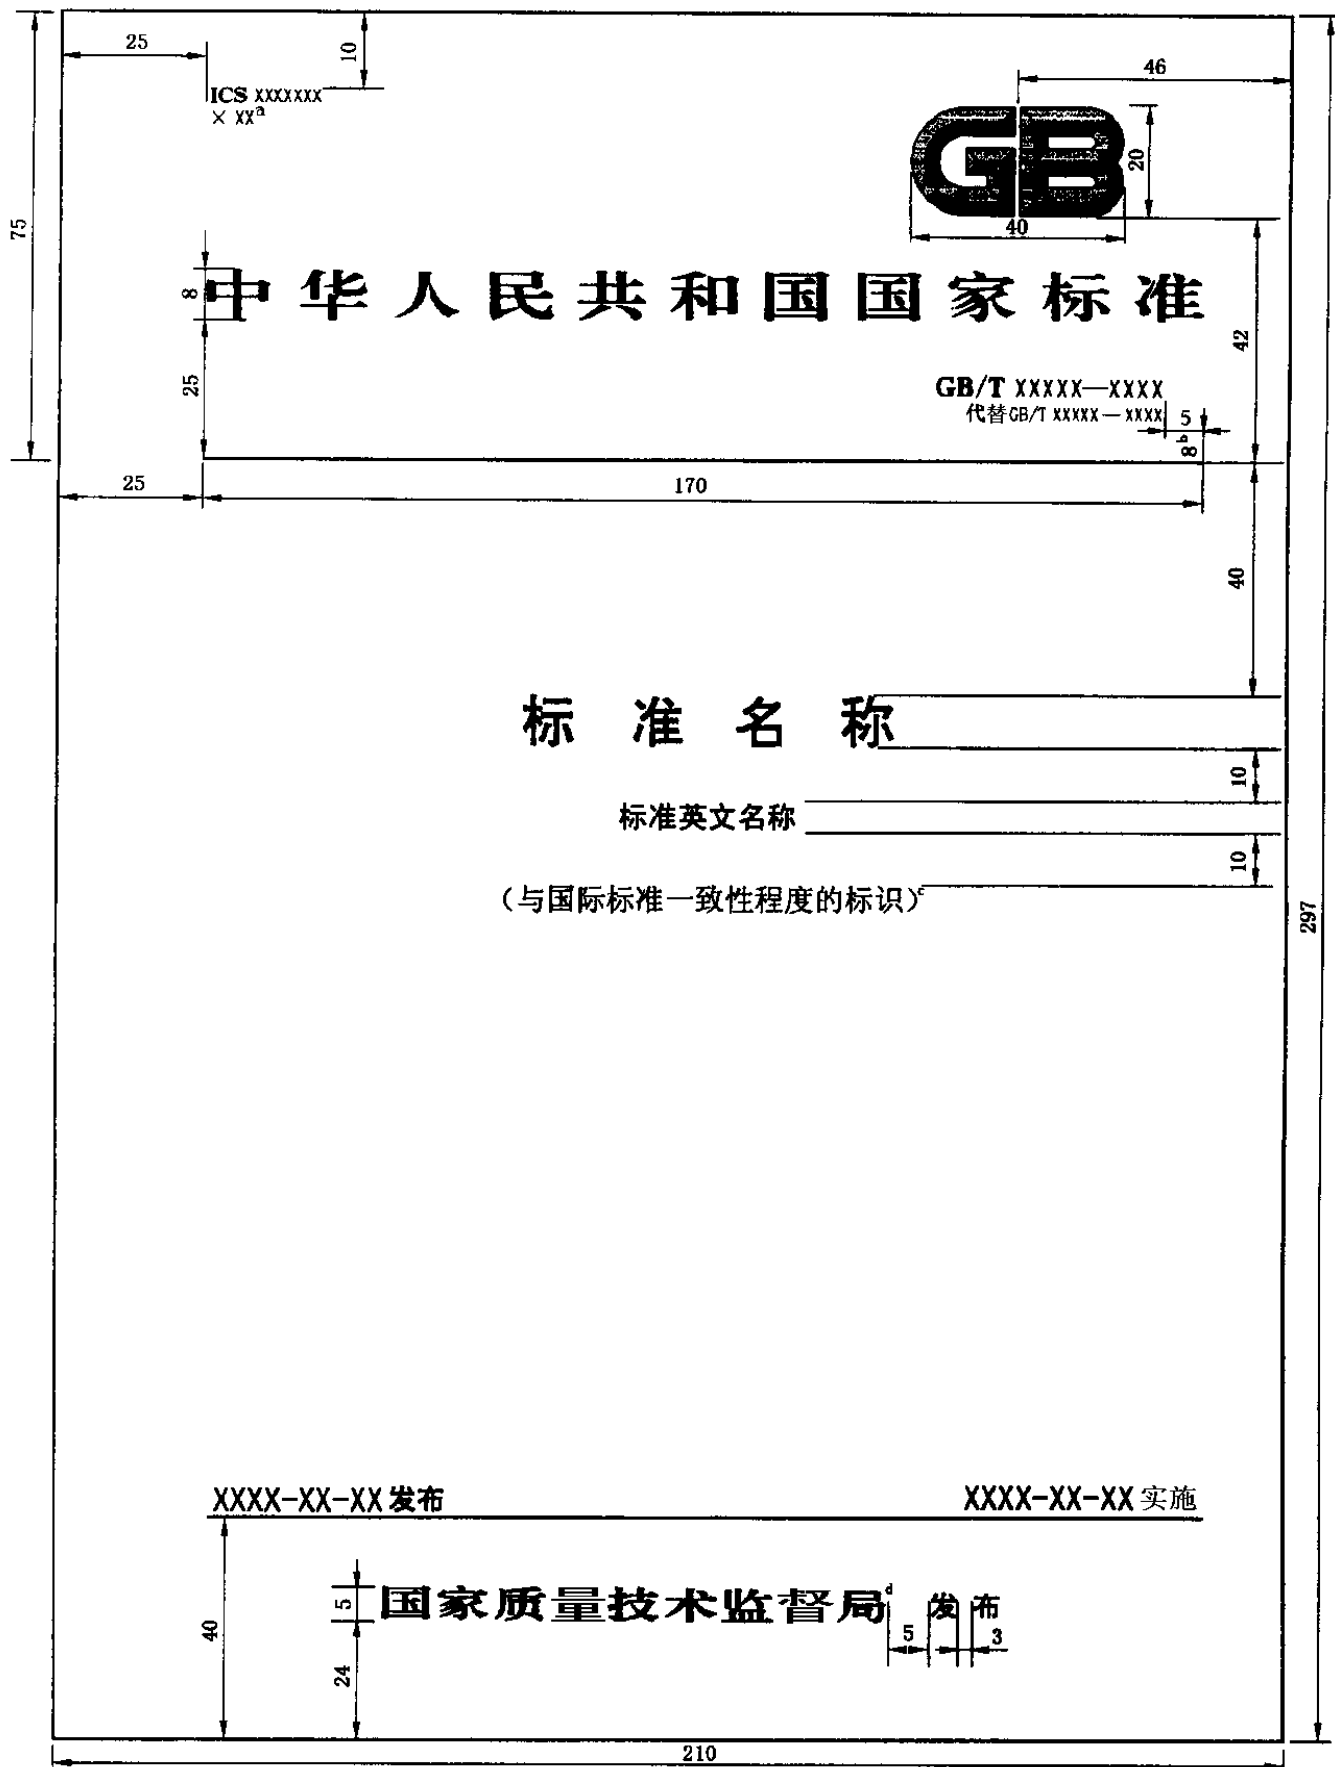 25
10
46
ICS XXXXXXX
× XXᵃ
GB
20
40
75
8
中华人民共和国国家标准
42
25
GB/T XXXXX—XXXX
代替GB/T XXXXX—XXXX
5
8ᵇ
25
170
40
标准名称
10
标准英文名称
10
(与国际标准一致性程度的标识)ᶜ
297
XXXX-XX-XX发布
XXXX-XX-XX实施
5
国家质量技术监督局ᵈ 发布
40
5
3
24
210